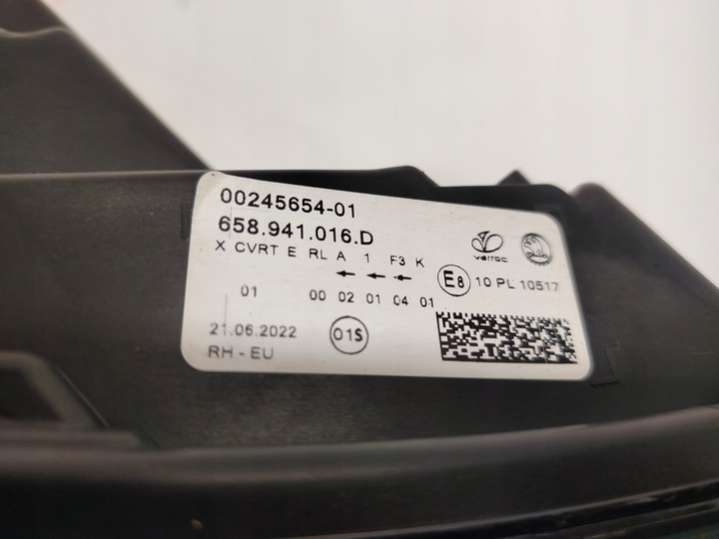 00245654-01
658.941.016.D
X CVRT E RL A 1 F3 K
varroc
E8 10 PL 10517
01 00 02 01 04 01
21.06.2022
01S
RH - EU